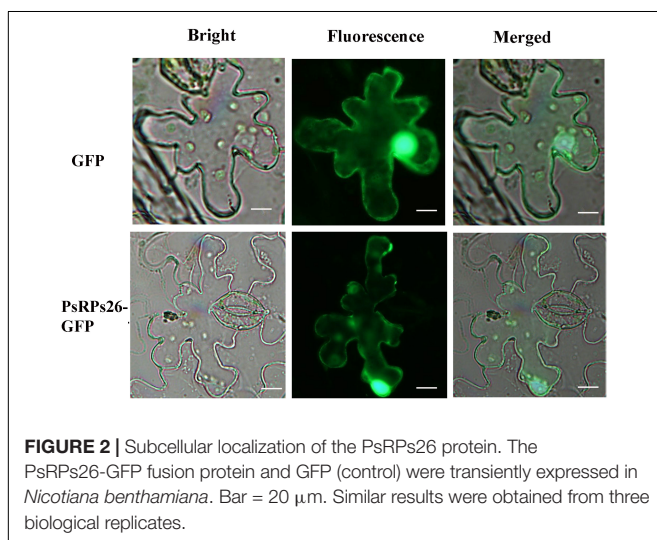 Bright Fluorescence Merged
GFP
PsRPs26-
GFP
FIGURE 2 | Subcellular localization of the PsRPs26 protein. The
PsRPs26-GFP fusion protein and GFP (control) were transiently expressed in
Nicotiana benthamiana. Bar = 20 μm. Similar results were obtained from three
biological replicates.